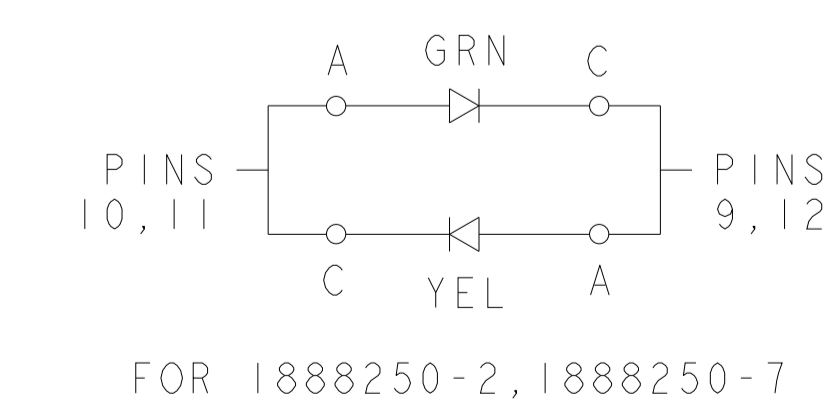 A GRN C
PINS PINS
10,11 9,12
C YEL A
FOR 1888250-2,1888250-7